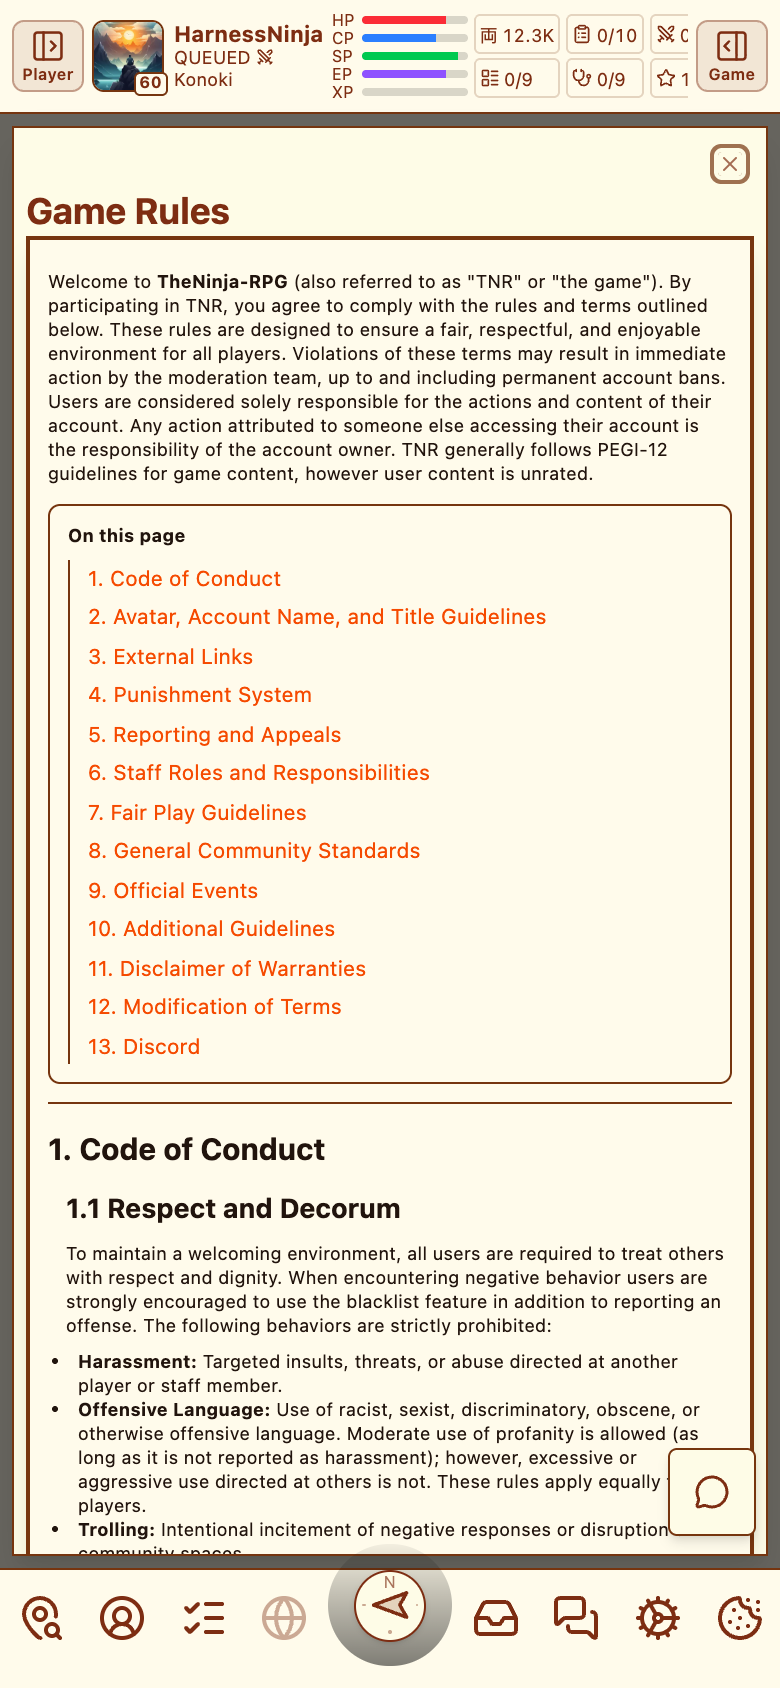 Player
60
HarnessNinja
QUEUED
Konoki
HP
CP
SP
EP
XP
両 12.3K
0/10
0/9
0/9
1
Game
Game Rules
Welcome to TheNinja-RPG (also referred to as "TNR" or "the game"). By
participating in TNR, you agree to comply with the rules and terms outlined
below. These rules are designed to ensure a fair, respectful, and enjoyable
environment for all players. Violations of these terms may result in immediate
action by the moderation team, up to and including permanent account bans.
Users are considered solely responsible for the actions and content of their
account. Any action attributed to someone else accessing their account is
the responsibility of the account owner. TNR generally follows PEGI-12
guidelines for game content, however user content is unrated.
On this page
1. Code of Conduct
2. Avatar, Account Name, and Title Guidelines
3. External Links
4. Punishment System
5. Reporting and Appeals
6. Staff Roles and Responsibilities
7. Fair Play Guidelines
8. General Community Standards
9. Official Events
10. Additional Guidelines
11. Disclaimer of Warranties
12. Modification of Terms
13. Discord
1. Code of Conduct
1.1 Respect and Decorum
To maintain a welcoming environment, all users are required to treat others
with respect and dignity. When encountering negative behavior users are
strongly encouraged to use the blacklist feature in addition to reporting an
offense. The following behaviors are strictly prohibited:
• Harassment: Targeted insults, threats, or abuse directed at another
player or staff member.
• Offensive Language: Use of racist, sexist, discriminatory, obscene, or
otherwise offensive language. Moderate use of profanity is allowed (as
long as it is not reported as harassment); however, excessive or
aggressive use directed at others is not. These rules apply equally
players.
• Trolling: Intentional incitement of negative responses or disruption
community spaces.
N